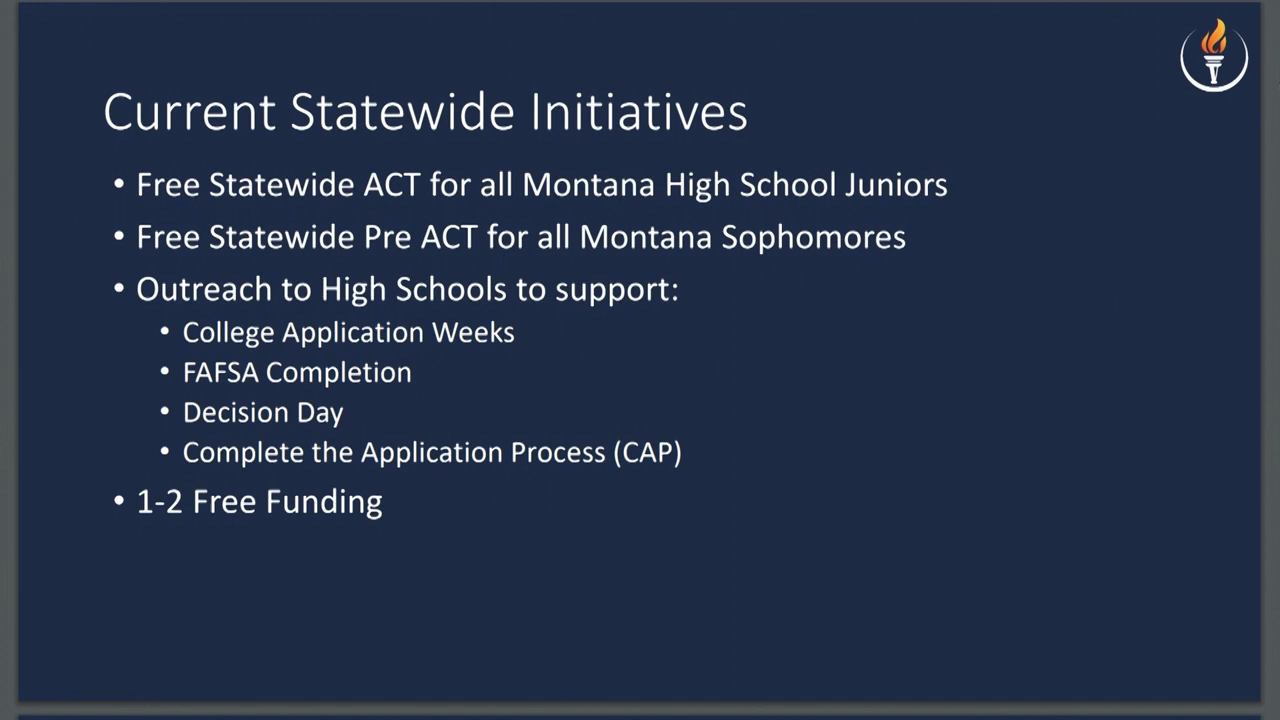 Current Statewide Initiatives
• Free Statewide ACT for all Montana High School Juniors
• Free Statewide Pre ACT for all Montana Sophomores
• Outreach to High Schools to support:
• College Application Weeks
• FAFSA Completion
• Decision Day
• Complete the Application Process (CAP)
• 1-2 Free Funding